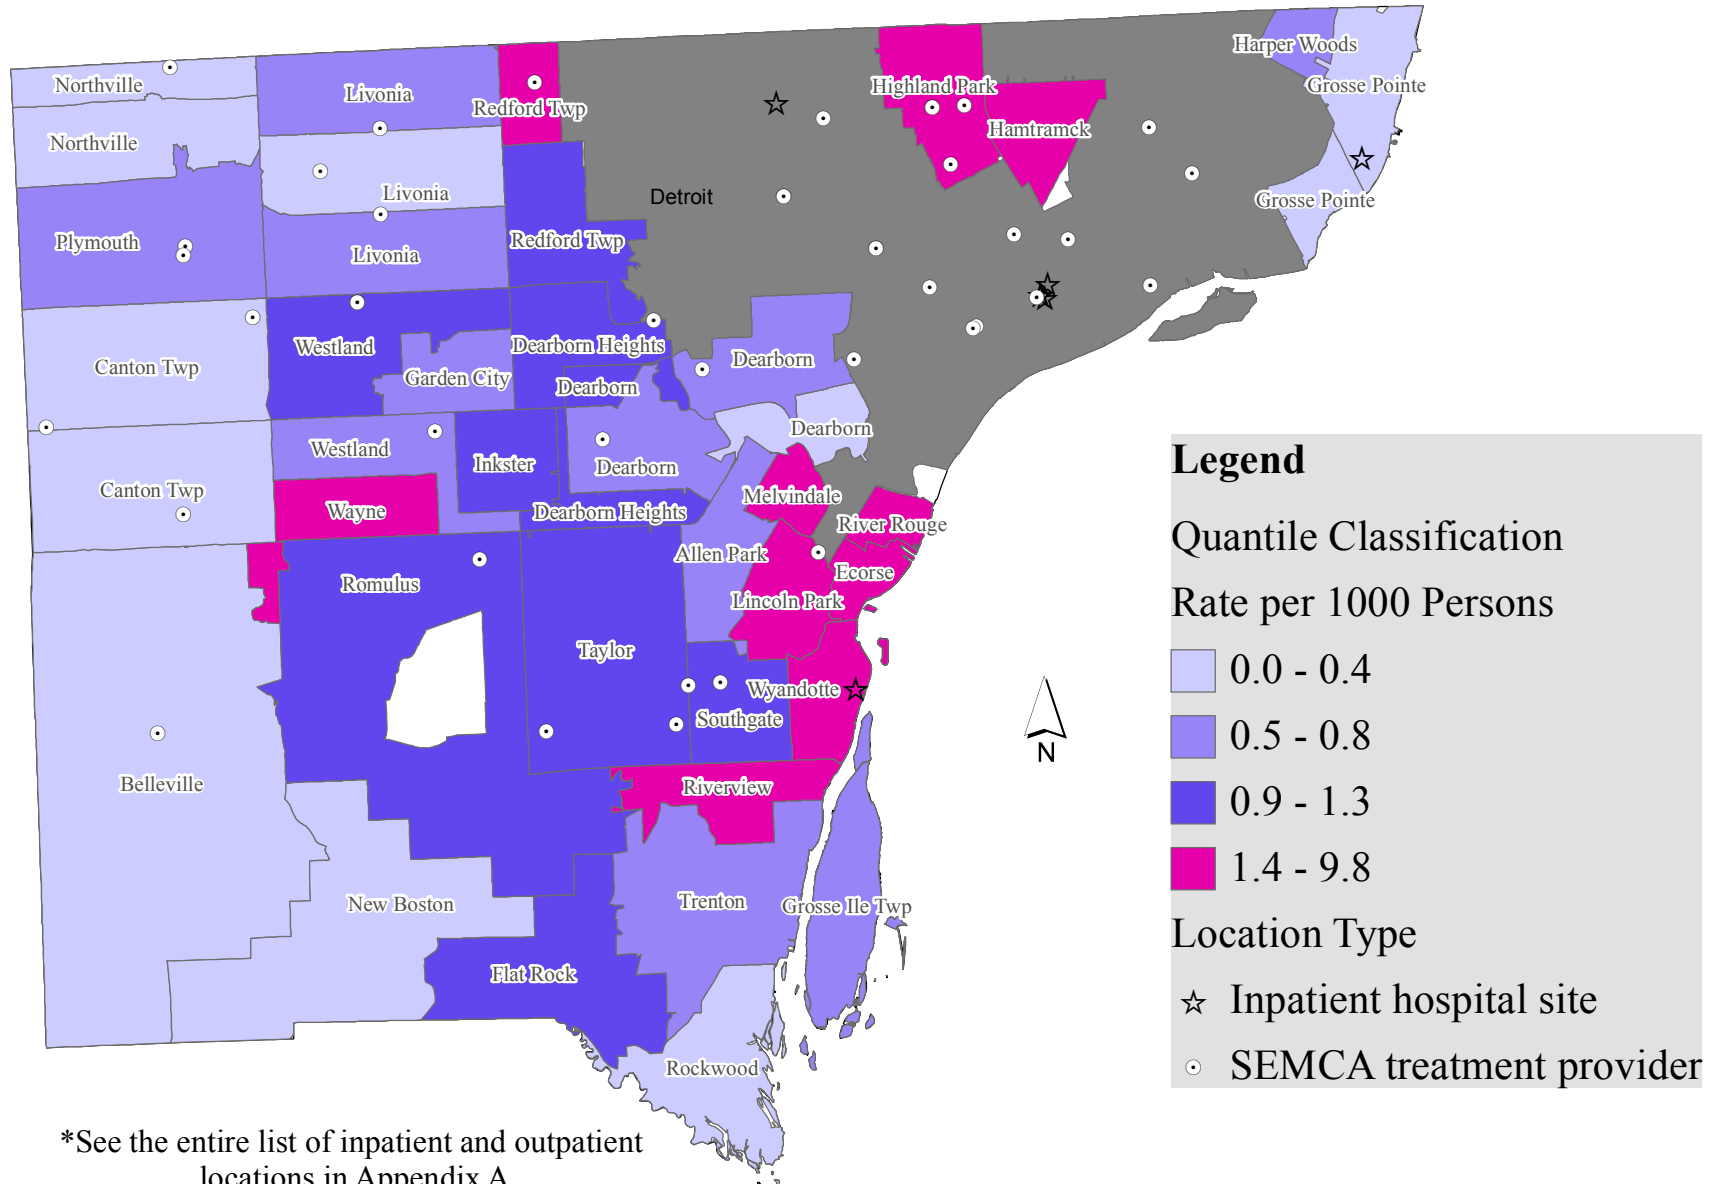 Harper Woods
Northville
Livonia
Redford Twp
Highland Park
Grosse Pointe
Northville
Hamtramck
Livonia
Detroit
Grosse Pointe
Plymouth
Livonia
Redford Twp
Canton Twp
Westland
Dearborn Heights
Dearborn
Garden City
Dearborn
Dearborn
Westland
Inkster
Dearborn
Canton Twp
Wayne
Dearborn Heights
Melvindale
River Rouge
Allen Park
Ecorse
Romulus
Lincoln Park
Taylor
Wyandotte
Southgate
Belleville
Riverview
New Boston
Trenton
Grosse Ile Twp
Flat Rock
Rockwood
N
Legend
Quantile Classification
Rate per 1000 Persons
0.0 - 0.4
0.5 - 0.8
0.9 - 1.3
1.4 - 9.8
Location Type
Inpatient hospital site
SEMCA treatment provider
*See the entire list of inpatient and outpatient
locations in Appendix A